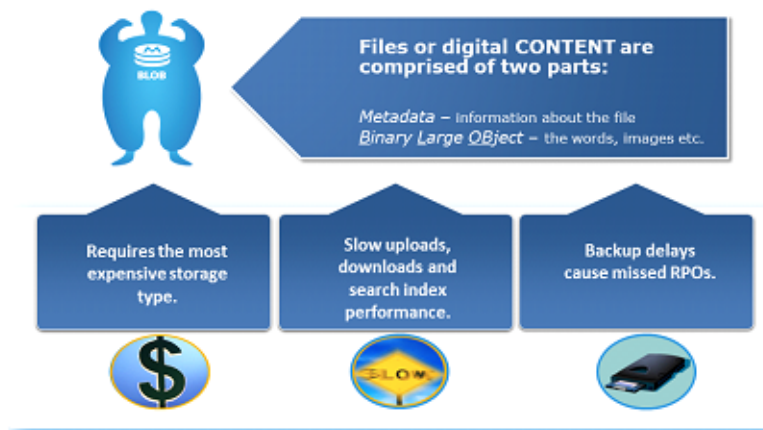 BLOB
Files or digital CONTENT are
comprised of two parts:
Metadata – information about the file
Binary Large OBject – the words, images etc.
Requires the most
expensive storage
type.
Slow uploads,
downloads and
search index
performance.
Backup delays
cause missed RPOs.
$
SLOW